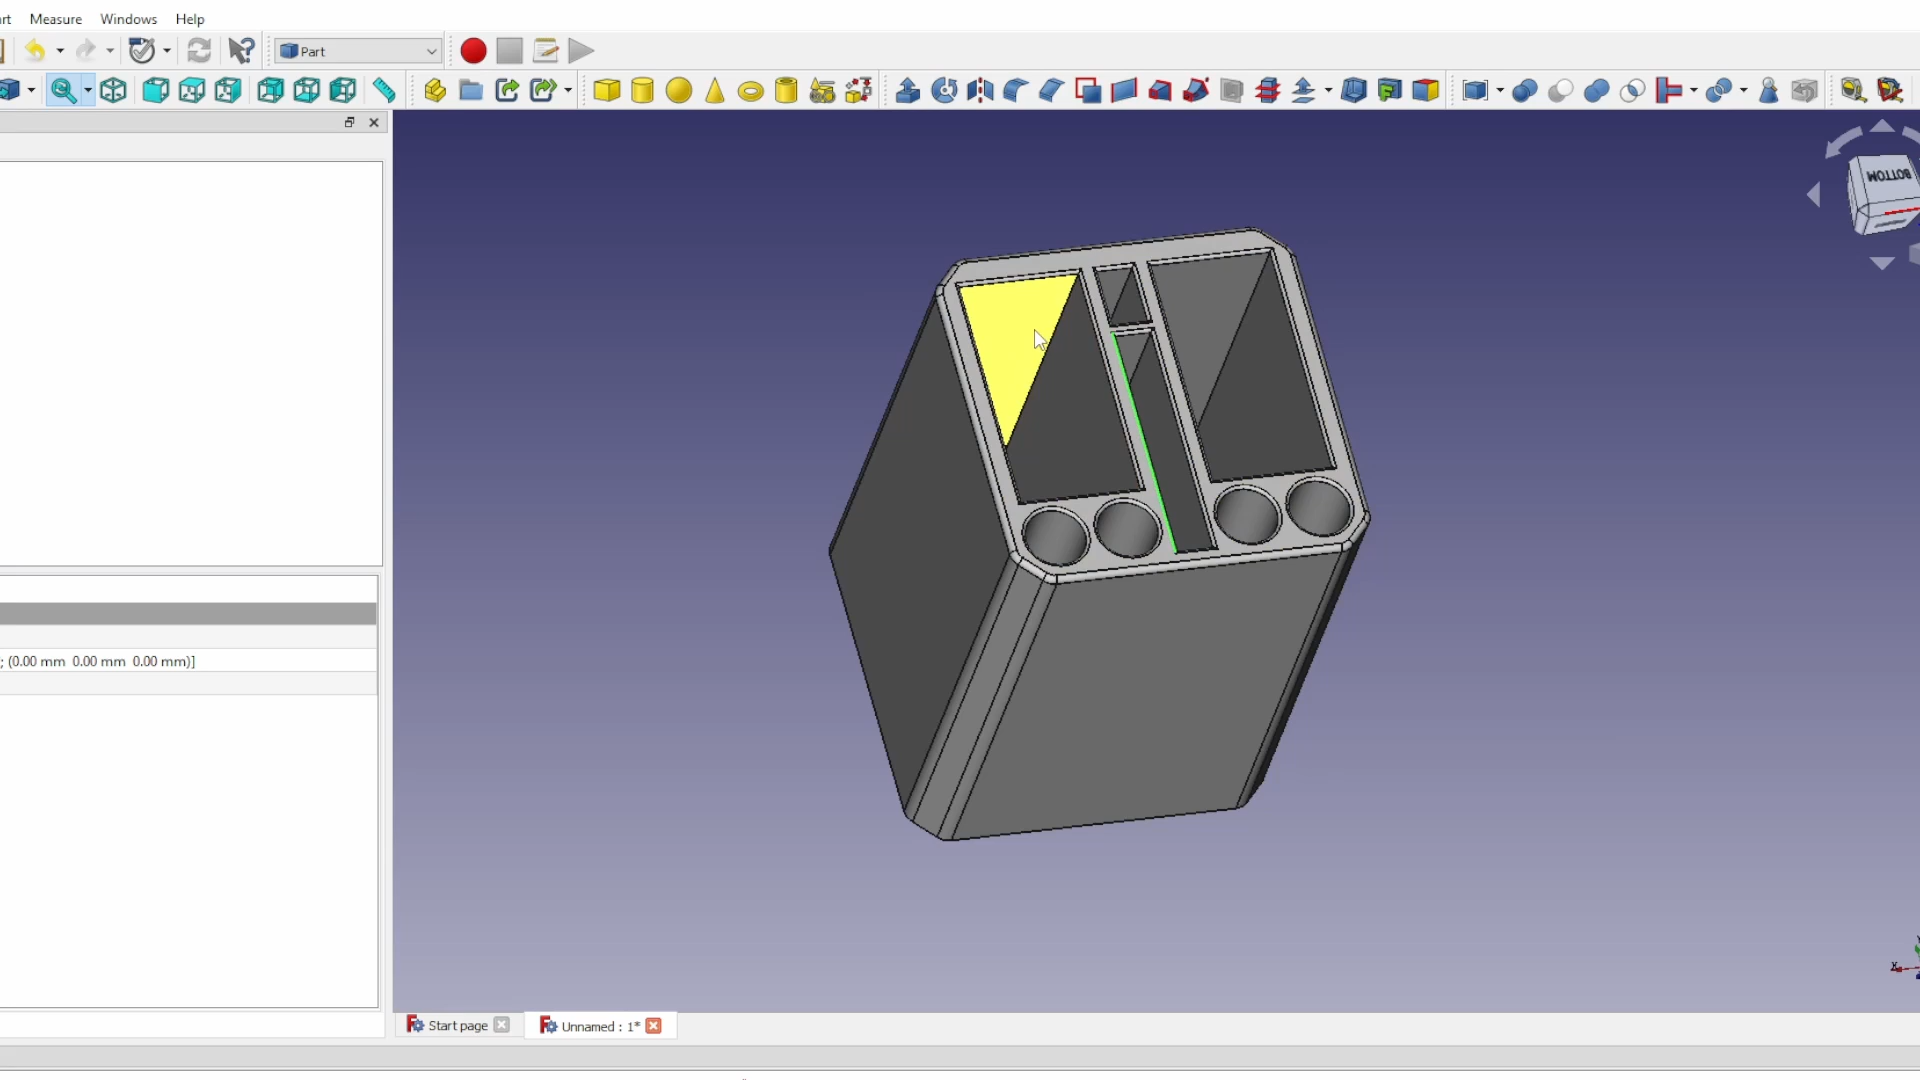 rt Measure Windows Help
Part
BOTTOM
; (0.00 mm 0.00 mm 0.00 mm)]
X
Start page
Unnamed : 1*